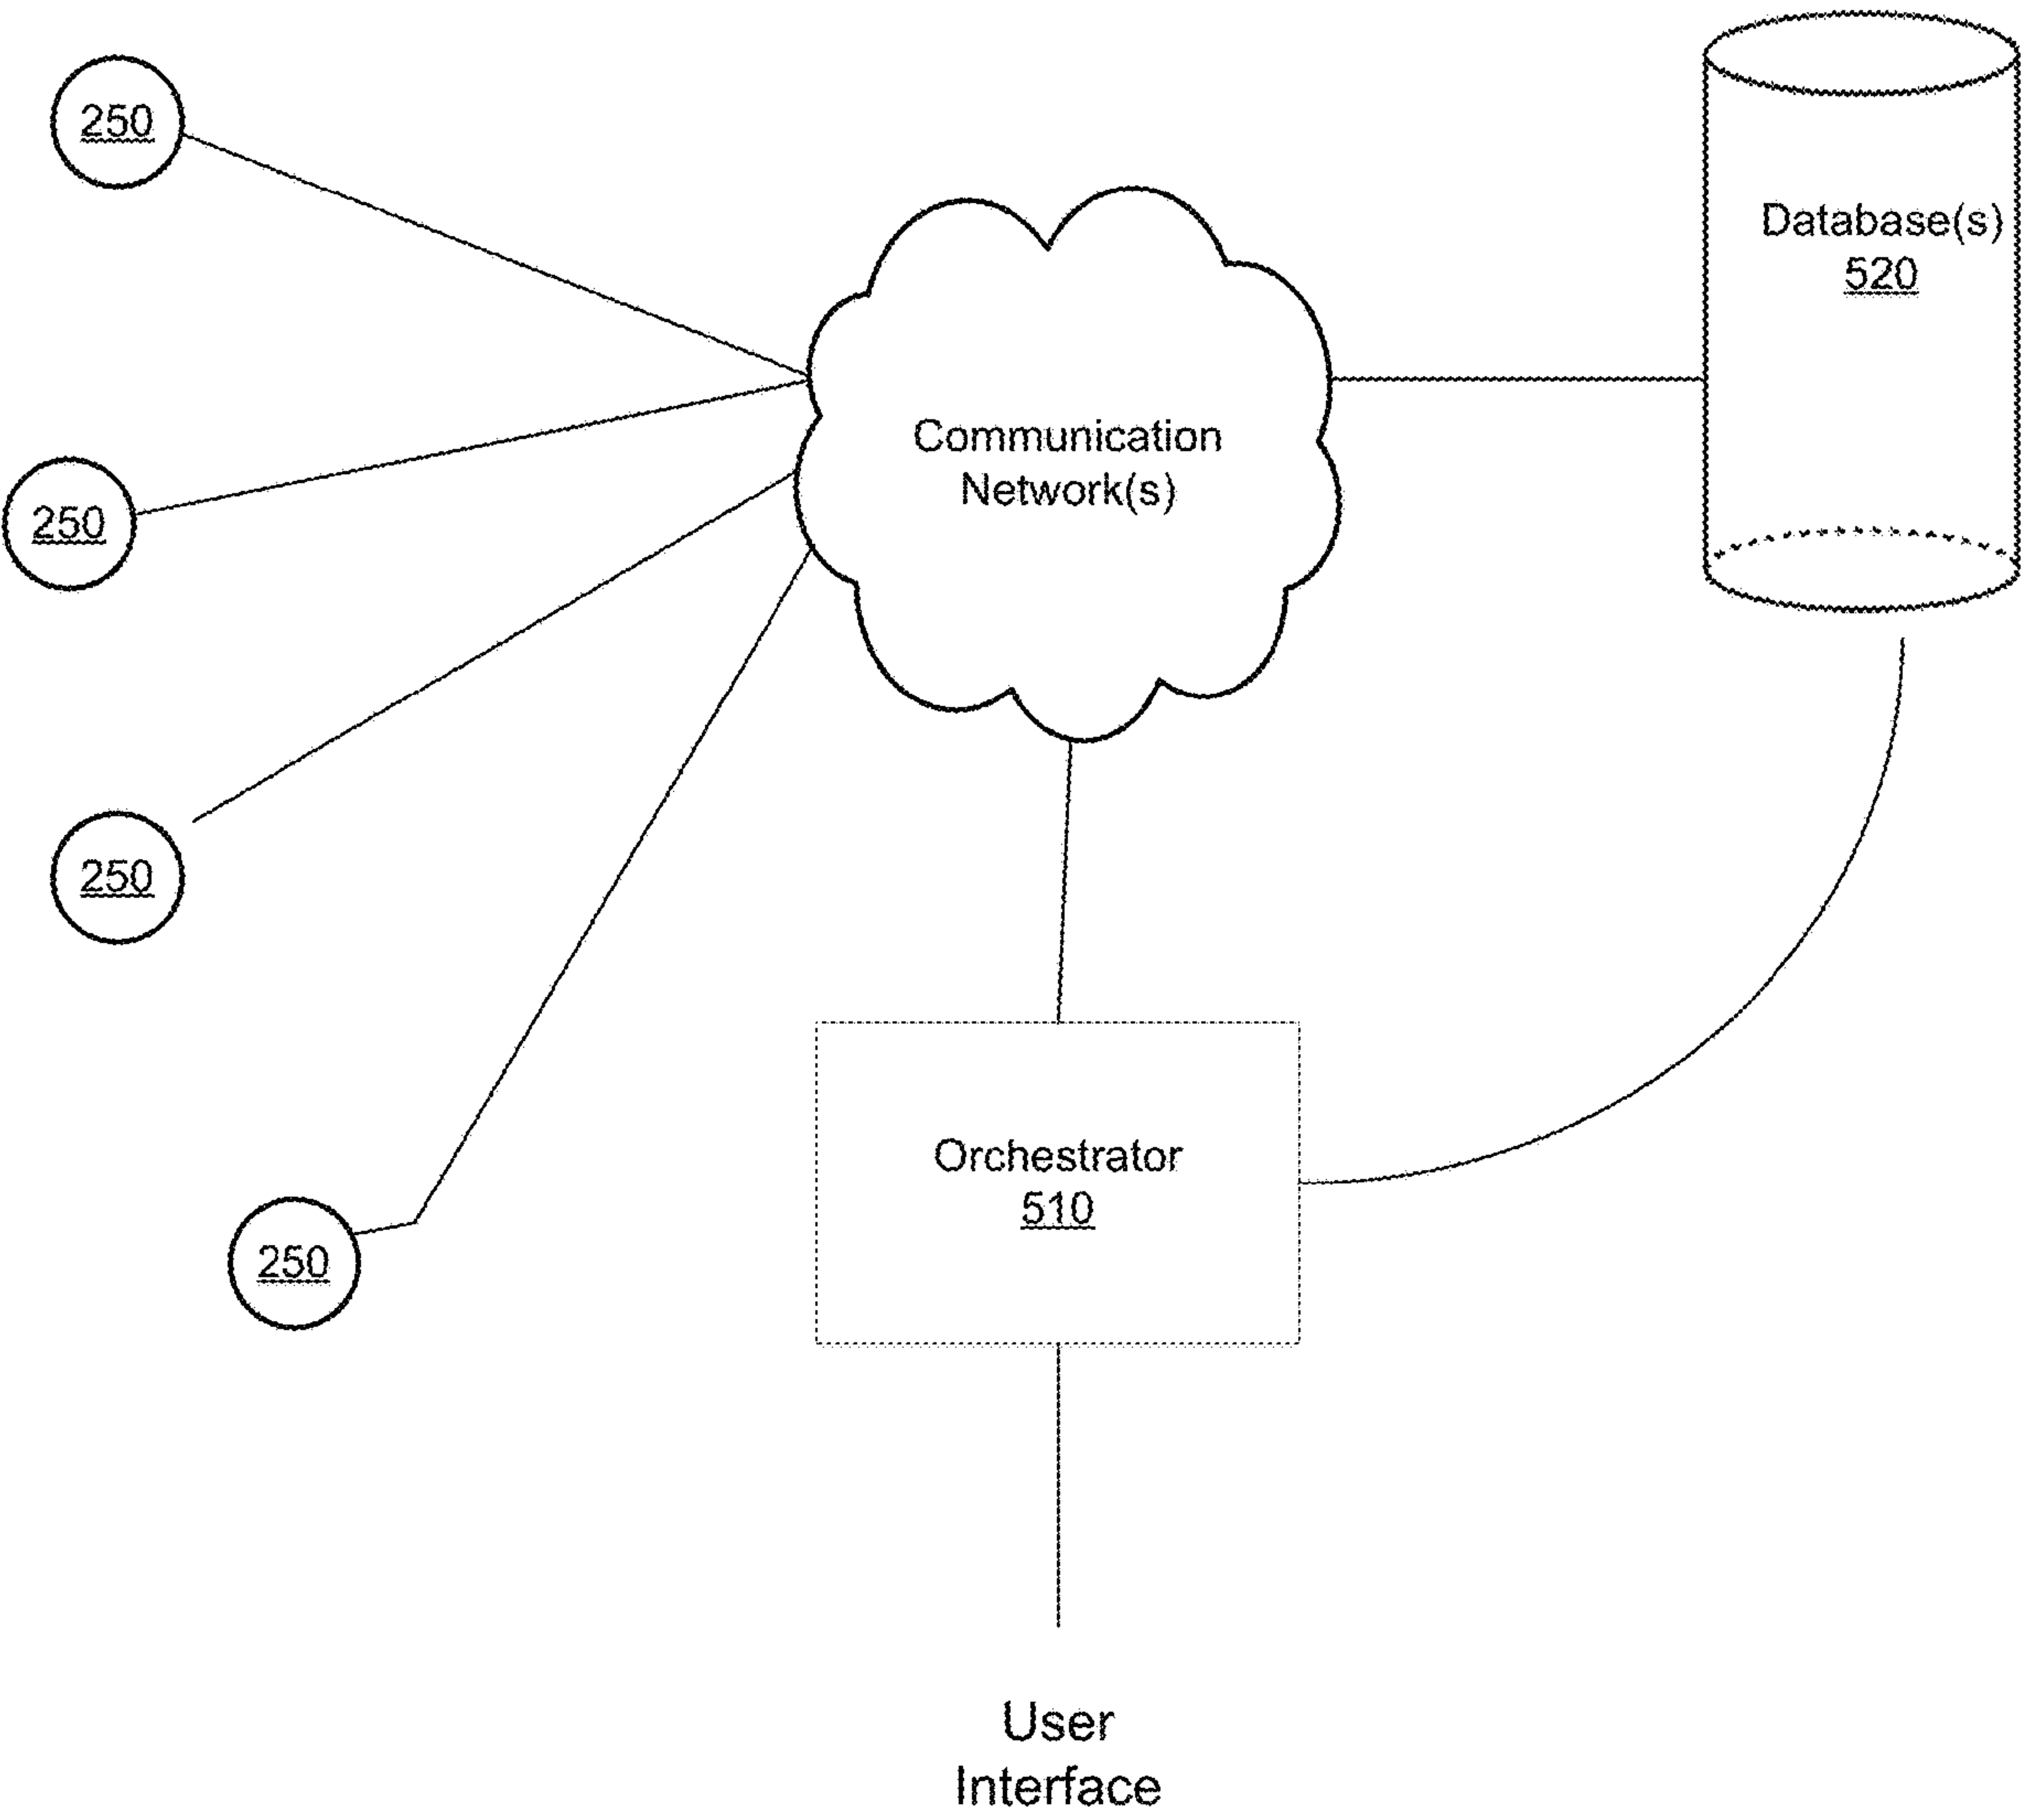 250
Database(s)
520
Communication
Network(s)
250
250
Orchestrator
510
250
User
Interface